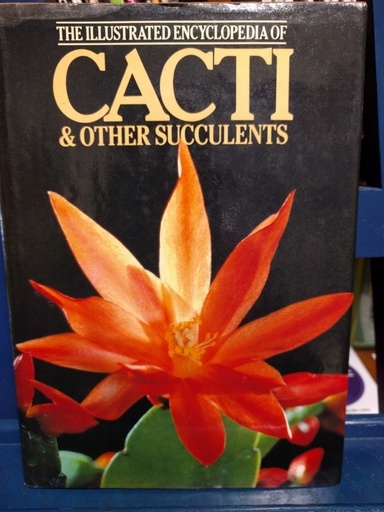 THE ILLUSTRATED ENCYCLOPEDIA OF
CACTI
& OTHER SUCCULENTS